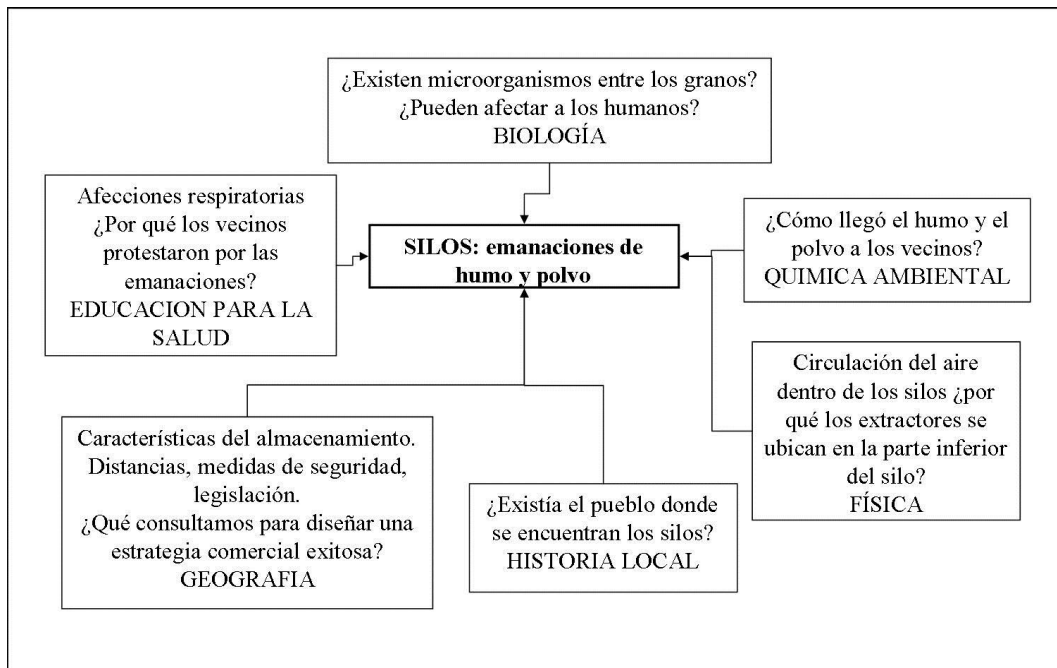 ¿Existen microorganismos entre los granos?
¿Pueden afectar a los humanos?
BIOLOGÍA
Afecciones respiratorias
¿Por qué los vecinos
protestaron por las
emanaciones?
EDUCACION PARA LA
SALUD
SILOS: emanaciones de
humo y polvo
¿Cómo llegó el humo y el
polvo a los vecinos?
QUIMICA AMBIENTAL
Circulación del aire
dentro de los silos ¿por
qué los extractores se
ubican en la parte inferior
del silo?
FÍSICA
Características del almacenamiento.
Distancias, medidas de seguridad,
legislación.
¿Qué consultamos para diseñar una
estrategia comercial exitosa?
GEOGRAFIA
¿Existía el pueblo donde
se encuentran los silos?
HISTORIA LOCAL